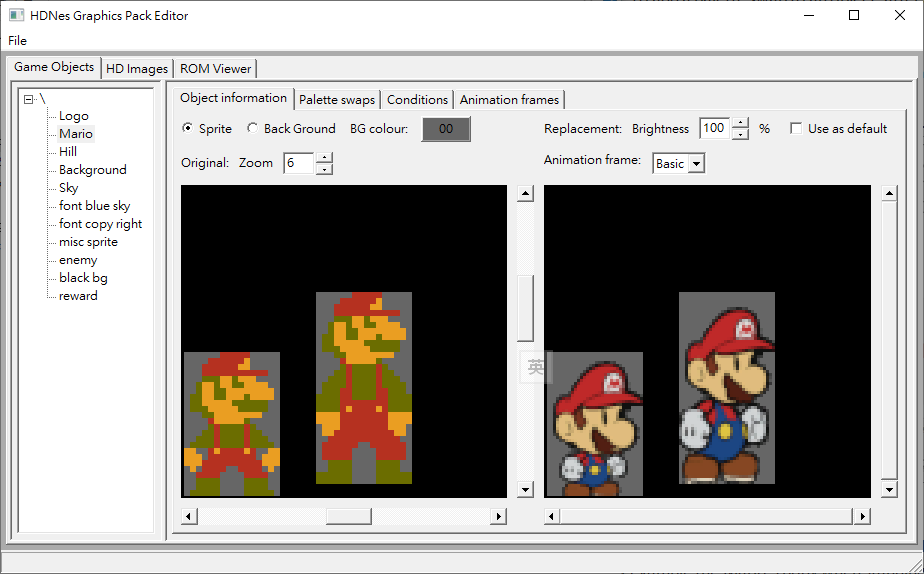 HDNes Graphics Pack Editor
File
Game Objects HD Images ROM Viewer
\
Logo
Mario
Hill
Background
Sky
font blue sky
font copy right
misc sprite
enemy
black bg
reward
Object information Palette swaps Conditions Animation frames
Sprite Back Ground BG colour: 00
Original: Zoom 6
Replacement: Brightness 100 % Use as default
Animation frame: Basic
英
M
M